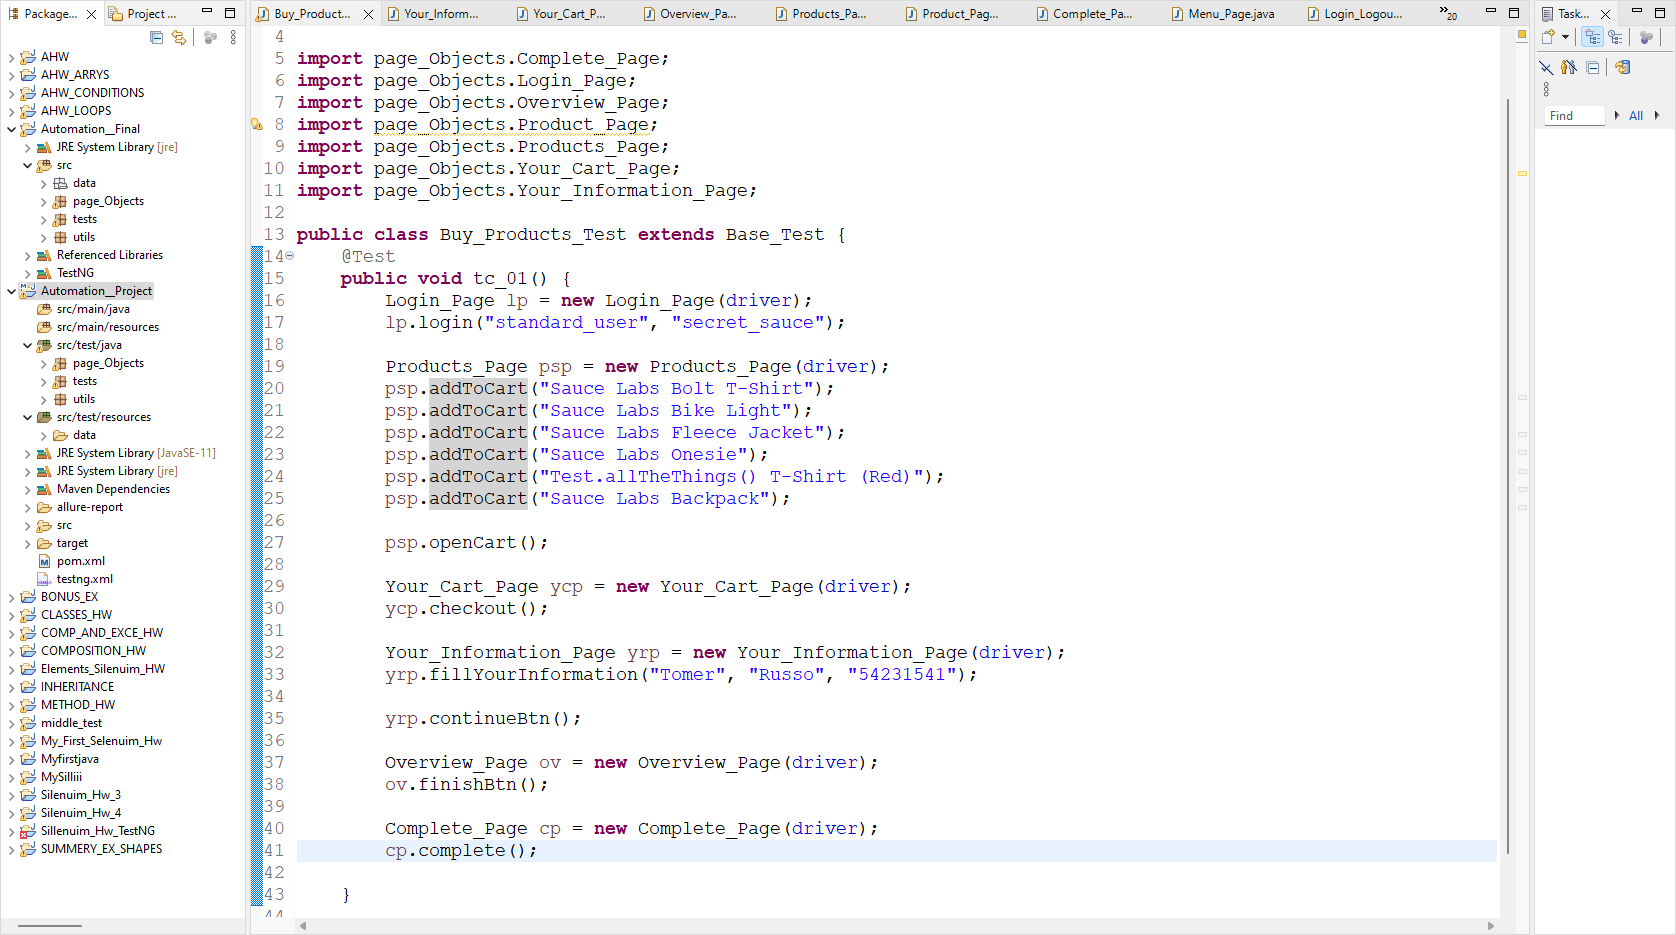 Package...
Project ...
Buy_Product...
Your_Inform...
Your_Cart_P...
Overview_Pa...
Products_Pa...
Product_Pag...
Complete_Pa...
Menu_Page.java
Login_Logou...
»20
Task...
Find
All
AHW
AHW_ARRYS
AHW_CONDITIONS
AHW_LOOPS
Automation__Final
JRE System Library [jre]
src
data
page_Objects
tests
utils
Referenced Libraries
TestNG
Automation__Project
src/main/java
src/main/resources
src/test/java
page_Objects
tests
utils
src/test/resources
data
JRE System Library [JavaSE-11]
JRE System Library [jre]
Maven Dependencies
allure-report
src
target
pom.xml
testng.xml
BONUS_EX
CLASSES_HW
COMP_AND_EXCE_HW
COMPOSITION_HW
Elements_Silenuim_HW
INHERITANCE
METHOD_HW
middle_test
My_First_Selenuim_Hw
Myfirstjava
MySilliii
Silenuim_Hw_3
Silenuim_Hw_4
Sillenuim_Hw_TestNG
SUMMERY_EX_SHAPES
4
5 import page_Objects.Complete_Page;
6 import page_Objects.Login_Page;
7 import page_Objects.Overview_Page;
8 import page_Objects.Product_Page;
9 import page_Objects.Products_Page;
10 import page_Objects.Your_Cart_Page;
11 import page_Objects.Your_Information_Page;
12
13 public class Buy_Products_Test extends Base_Test {
14 @Test
15 public void tc_01() {
16 Login_Page lp = new Login_Page(driver);
17 lp.login("standard_user", "secret_sauce");
18
19 Products_Page psp = new Products_Page(driver);
20 psp.addToCart("Sauce Labs Bolt T-Shirt");
21 psp.addToCart("Sauce Labs Bike Light");
22 psp.addToCart("Sauce Labs Fleece Jacket");
23 psp.addToCart("Sauce Labs Onesie");
24 psp.addToCart("Test.allTheThings() T-Shirt (Red)");
25 psp.addToCart("Sauce Labs Backpack");
26
27 psp.openCart();
28
29 Your_Cart_Page ycp = new Your_Cart_Page(driver);
30 ycp.checkout();
31
32 Your_Information_Page yrp = new Your_Information_Page(driver);
33 yrp.fillYourInformation("Tomer", "Russo", "54231541");
34
35 yrp.continueBtn();
36
37 Overview_Page ov = new Overview_Page(driver);
38 ov.finishBtn();
39
40 Complete_Page cp = new Complete_Page(driver);
41 cp.complete();
42
43 }
44